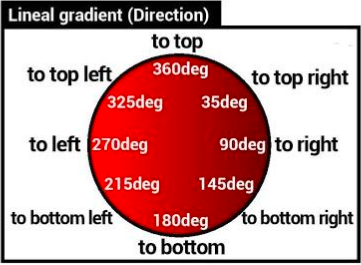 Lineal gradient (Direction)
to top
to top left
360deg
to top right
325deg
35deg
to left
270deg
90deg
to right
215deg
145deg
to bottom left
180deg
to bottom right
to bottom